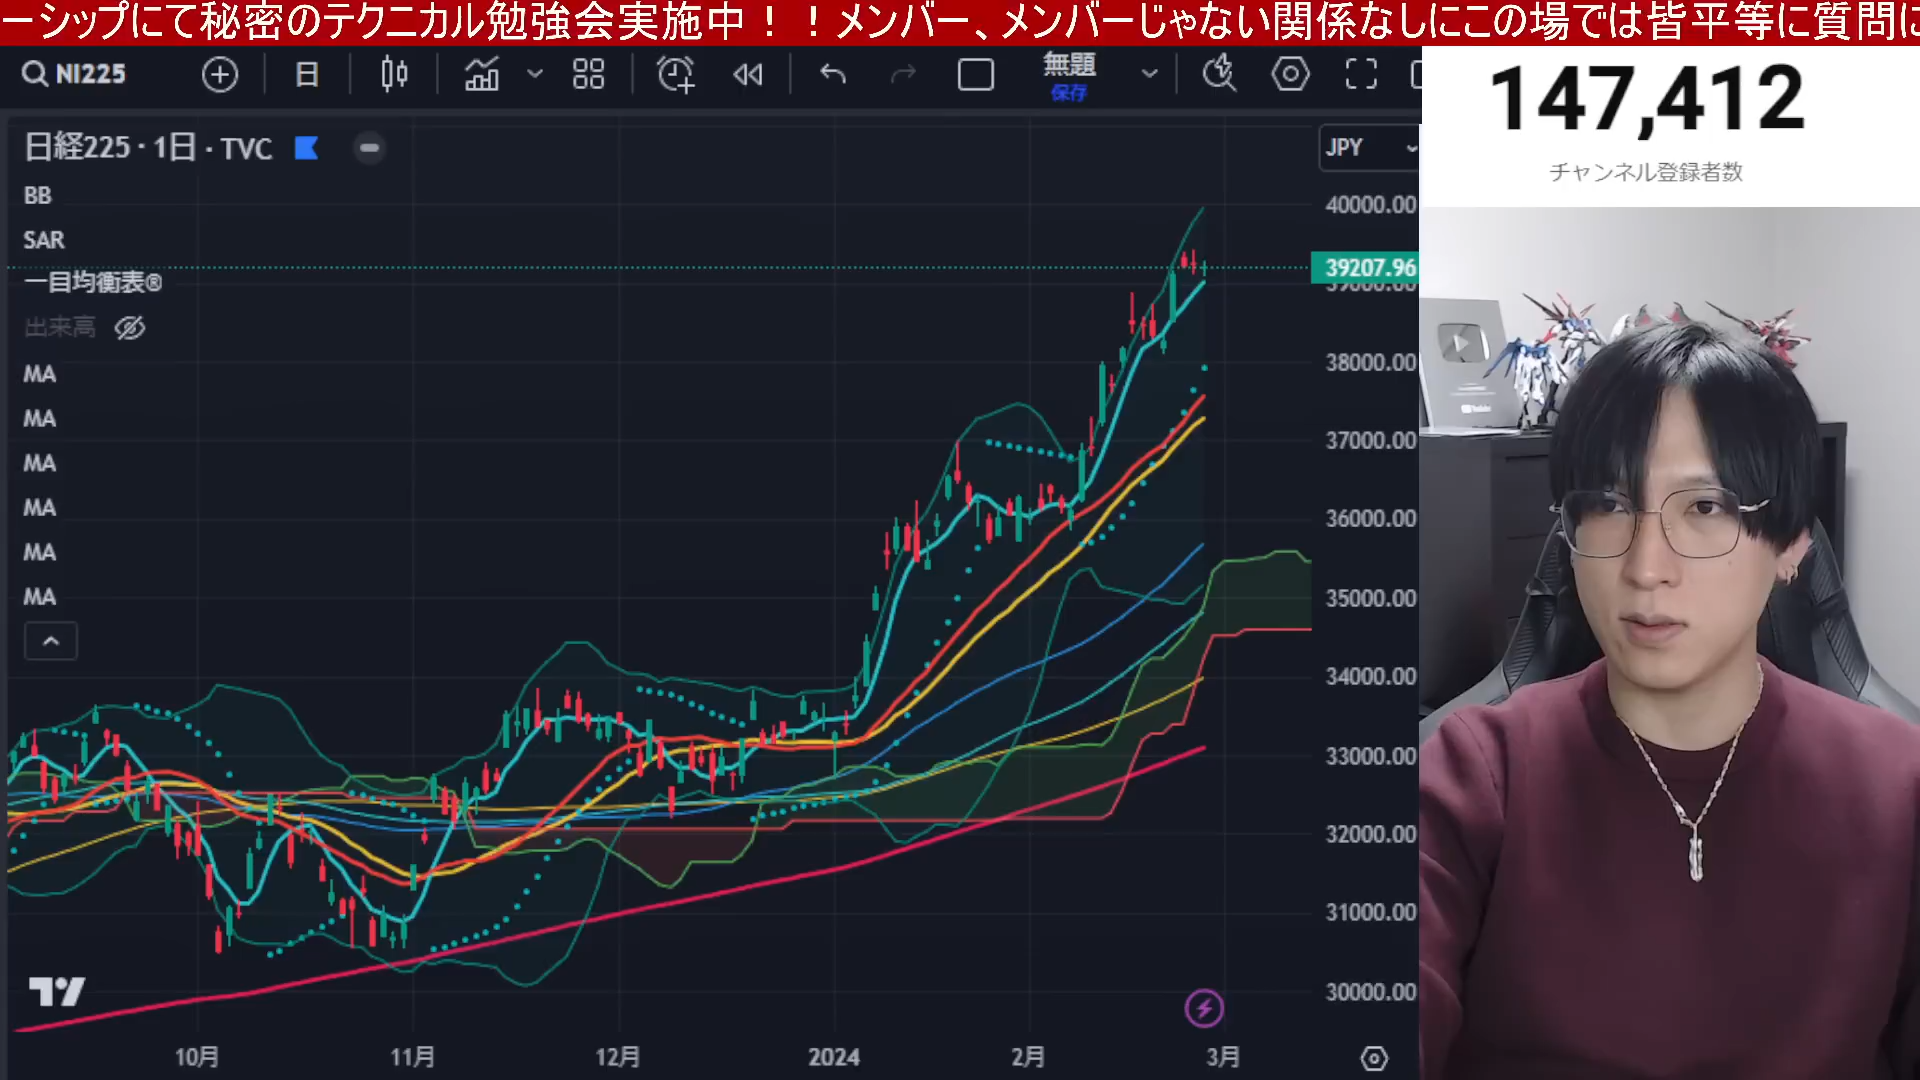 ーシップにて秘密のテクニカル勉強会実施中！！メンバー、メンバーじゃない関係なしにこの場では皆平等に質問に
NI225
日
無題
保存
147,412
チャンネル登録者数
日経225・1日・TVC
JPY
BB
SAR
一目均衡表®
出来高
MA
MA
MA
MA
MA
MA
40000.00
39207.96
39000.00
38000.00
37000.00
36000.00
35000.00
34000.00
33000.00
32000.00
31000.00
30000.00
10月
11月
12月
2024
2月
3月
YouTube